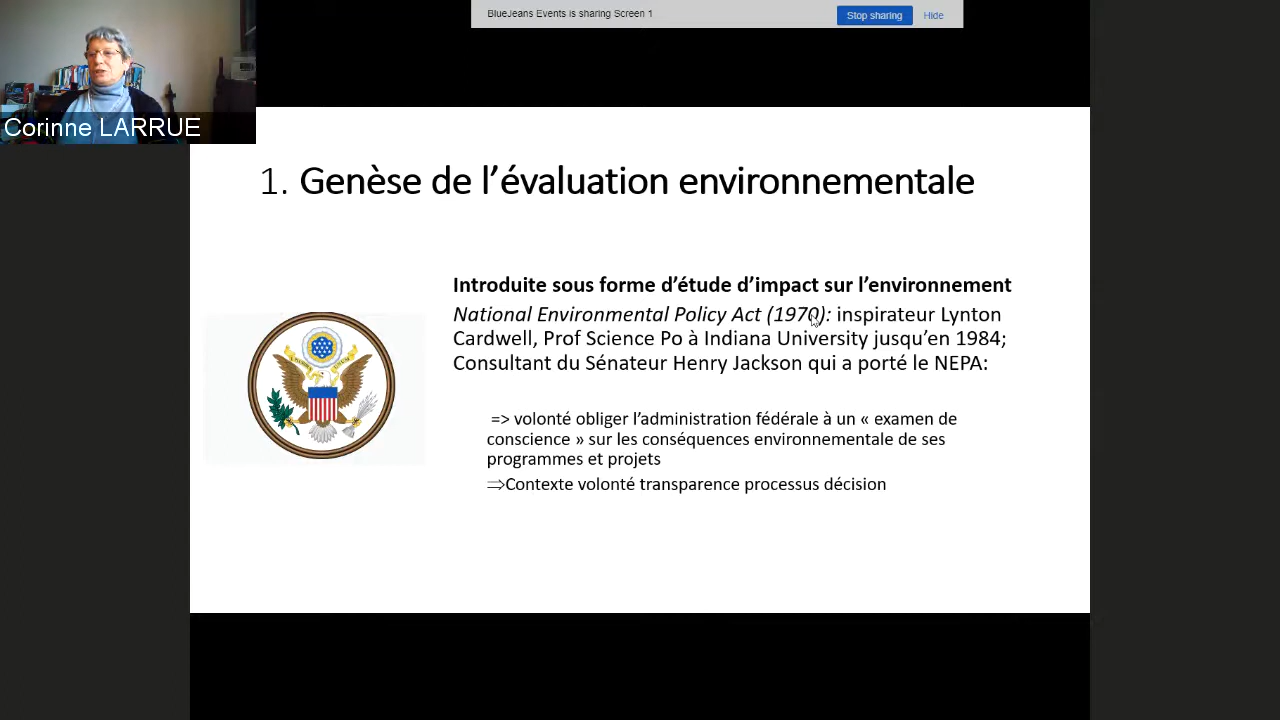 BlueJeans Events is sharing Screen 1
Stop sharing
Hide
Corinne LARRUE
1. Genèse de l’évaluation environnementale
Introduite sous forme d’étude d’impact sur l’environnement
National Environmental Policy Act (1970): inspirateur Lynton
Cardwell, Prof Science Po à Indiana University jusqu’en 1984;
Consultant du Sénateur Henry Jackson qui a porté le NEPA:
=> volonté obliger l’administration fédérale à un « examen de
conscience » sur les conséquences environnementale de ses
programmes et projets
⇒Contexte volonté transparence processus décision